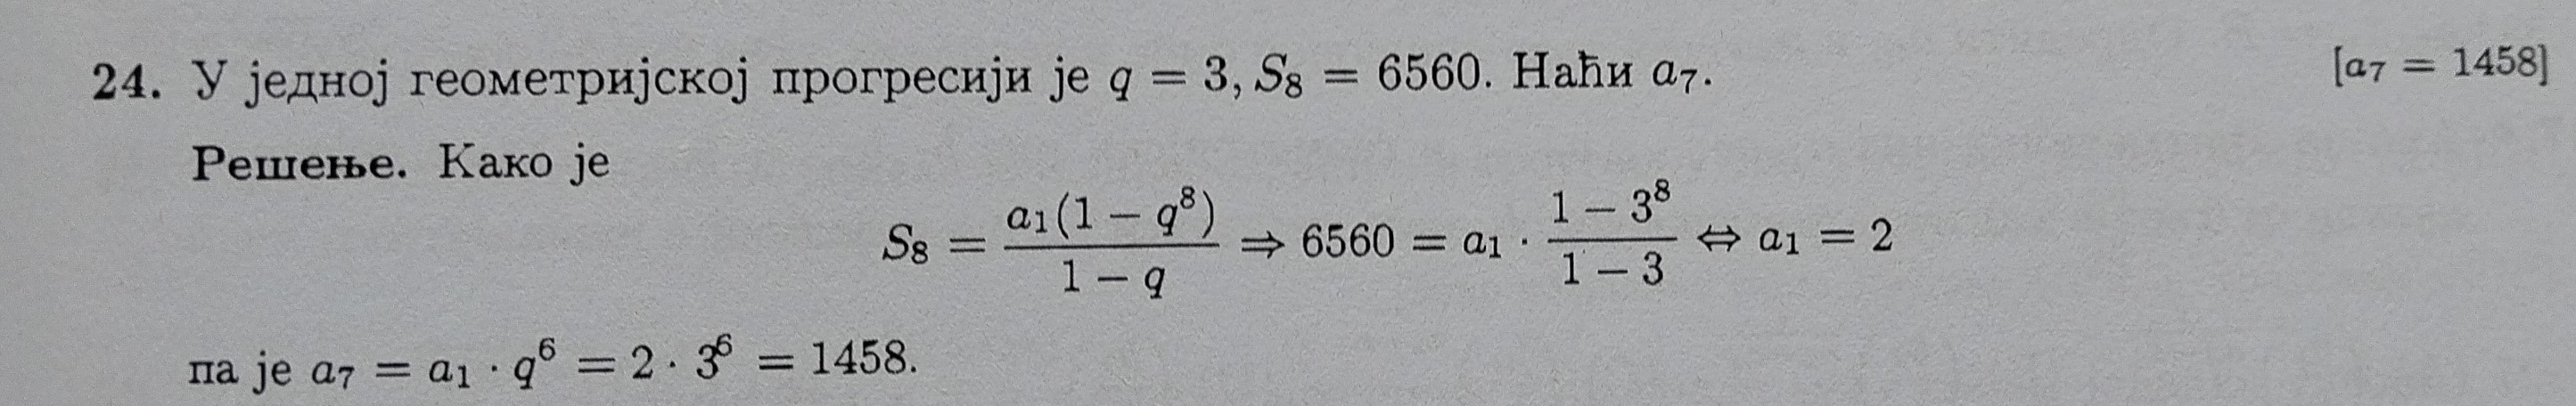 24. У једној геометријској прогресији је q = 3, S₈ = 6560. Наћи a₇. [a₇ = 1458]
Решење. Како је
S₈ = a₁(1 − q⁸) / (1 − q) ⇒ 6560 = a₁ · (1 − 3⁸) / (1 − 3) ⇔ a₁ = 2
па је a₇ = a₁ · q⁶ = 2 · 3⁶ = 1458.